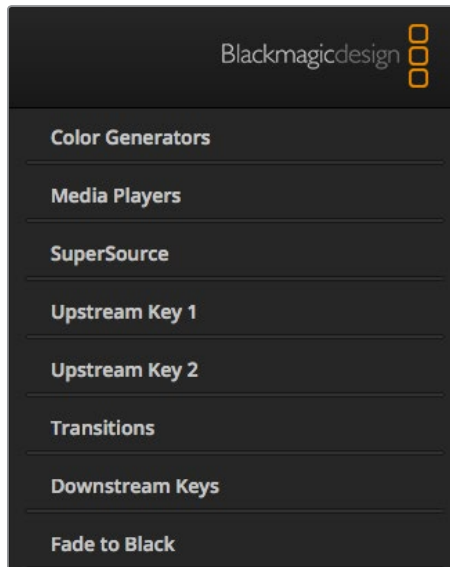 Blackmagicdesign
Color Generators
Media Players
SuperSource
Upstream Key 1
Upstream Key 2
Transitions
Downstream Keys
Fade to Black